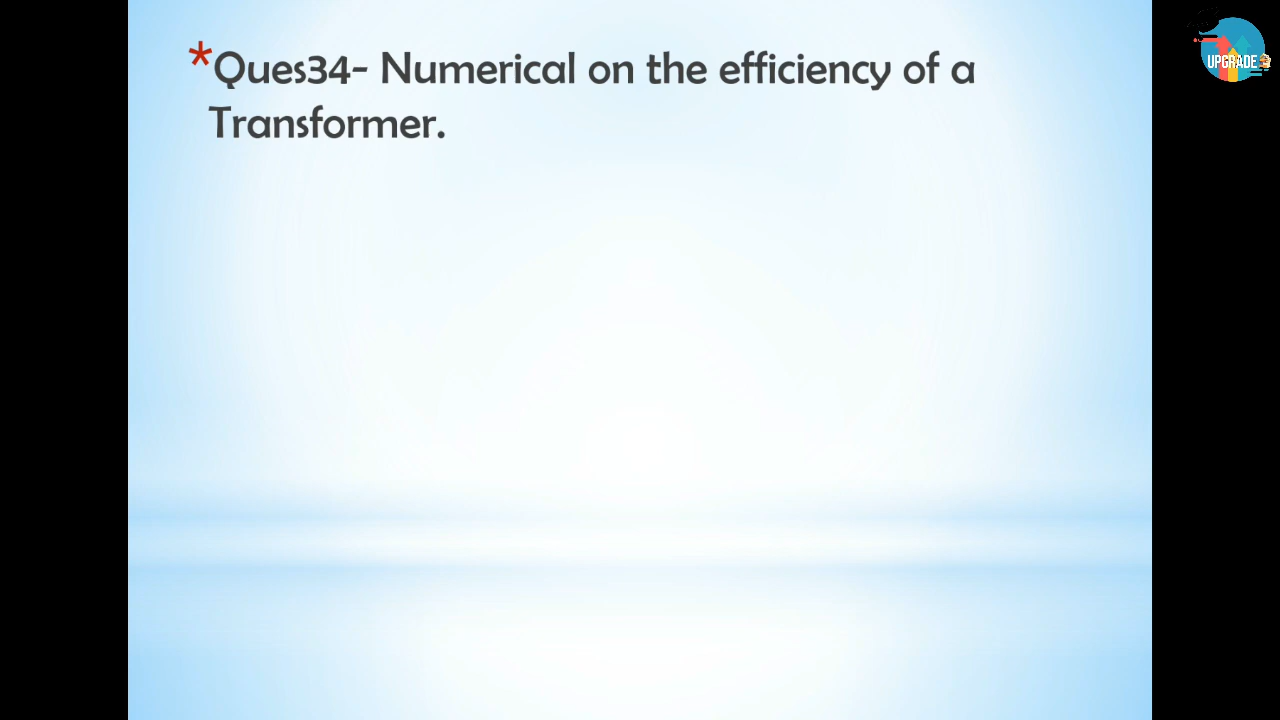 *Ques34- Numerical on the efficiency of a
Transformer.
UPGRADE